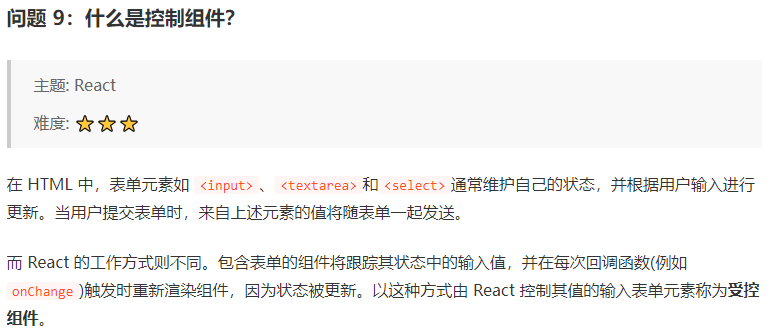 问题 9：什么是控制组件？
主题: React
难度: ⭐⭐⭐
在 HTML 中，表单元素如 <input>、<textarea>和<select>通常维护自己的状态，并根据用户输入进行
更新。当用户提交表单时，来自上述元素的值将随表单一起发送。
而 React 的工作方式则不同。包含表单的组件将跟踪其状态中的输入值，并在每次回调函数(例如
onChange)触发时重新渲染组件，因为状态被更新。以这种方式由 React 控制其值的输入表单元素称为受控
组件。